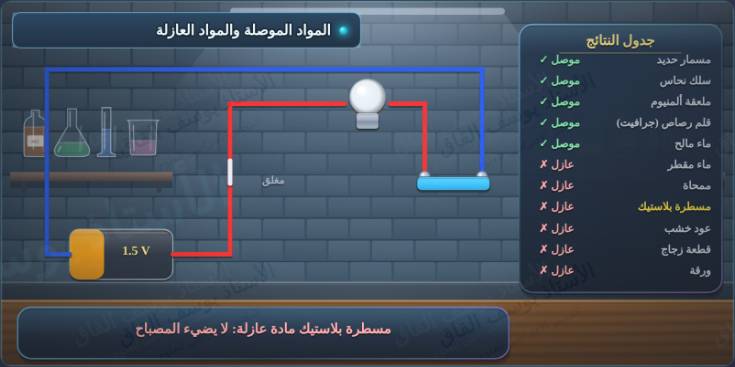 المواد الموصلة والمواد العازلة
جدول النتائج
مسمار حديد موصل ✓
سلك نحاس موصل ✓
ملعقة ألمنيوم موصل ✓
قلم رصاص (جرافيت) موصل ✓
ماء مالح موصل ✓
ماء مقطر عازل ✗
ممحاة عازل ✗
مسطرة بلاستيك عازل ✗
عود خشب عازل ✗
قطعة زجاج عازل ✗
ورقة عازل ✗
مغلق
1.5 V
مسطرة بلاستيك مادة عازلة: لا يضيء المصباح